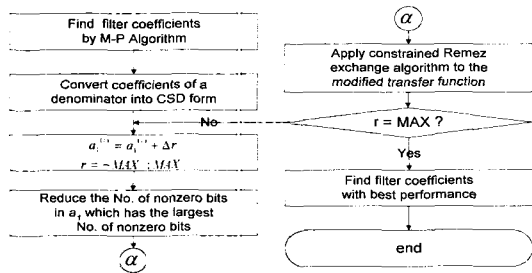 Find filter coefficients
by M-P Algorithm
Convert coefficients of a
denominator into CSD form
r = -MAX : MAX
Reduce the No. of nonzero bits
in a₁ which has the largest
No. of nonzero bits
α
α
Apply constrained Remez
exchange algorithm to the
modified transfer function
r = MAX ?
No
Yes
Find filter coefficients
with best performance
end